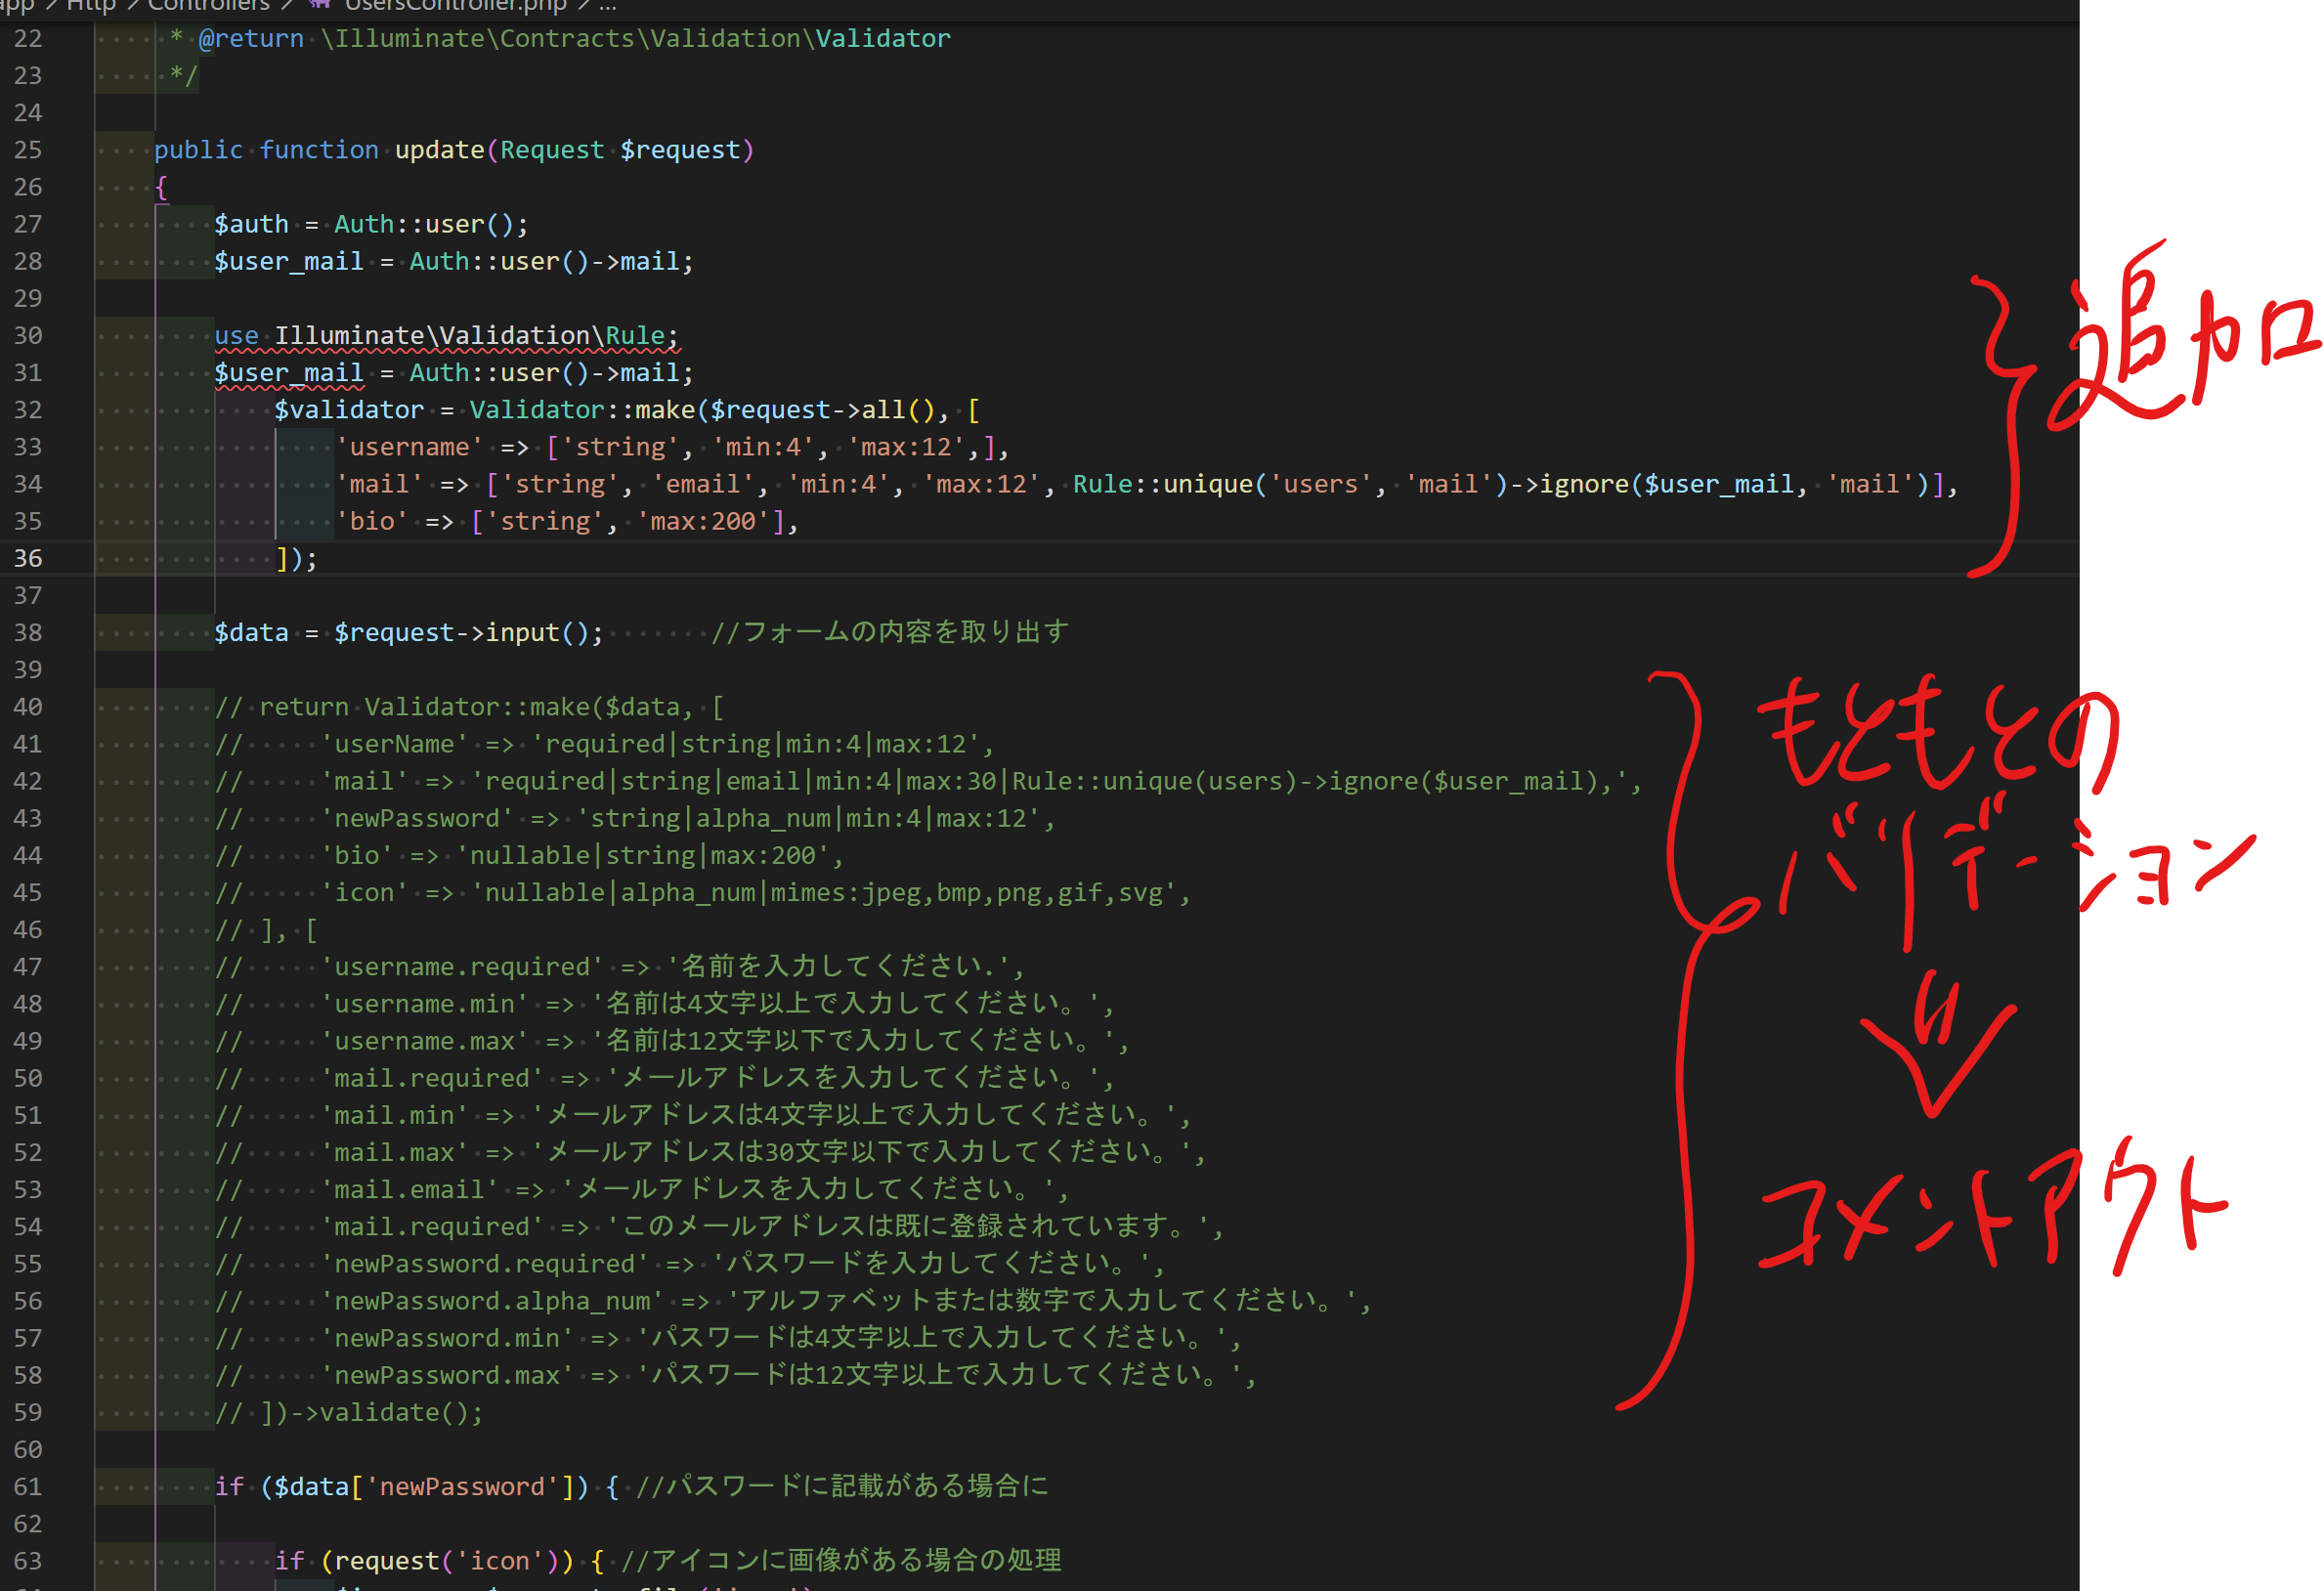 app > Http > Controllers > UsersController.php > ...
22 * @return \Illuminate\Contracts\Validation\Validator
23 */
24
25 public function update(Request $request)
26 {
27 $auth = Auth::user();
28 $user_mail = Auth::user()->mail;
29
30 use Illuminate\Validation\Rule;
31 $user_mail = Auth::user()->mail;
32 $validator = Validator::make($request->all(), [
33 'username' => ['string', 'min:4', 'max:12',],
34 'mail' => ['string', 'email', 'min:4', 'max:12', Rule::unique('users', 'mail')->ignore($user_mail, 'mail')],
35 'bio' => ['string', 'max:200'],
36 ]);
追加
37
38 $data = $request->input(); //フォームの内容を取り出す
39
40 // return Validator::make($data, [
41 // 'userName' => 'required|string|min:4|max:12',
42 // 'mail' => 'required|string|email|min:4|max:30|Rule::unique(users)->ignore($user_mail),',
43 // 'newPassword' => 'string|alpha_num|min:4|max:12',
44 // 'bio' => 'nullable|string|max:200',
45 // 'icon' => 'nullable|alpha_num|mimes:jpeg,bmp,png,gif,svg',
46 // ], [
47 // 'username.required' => '名前を入力してください.',
48 // 'username.min' => '名前は4文字以上で入力してください。',
49 // 'username.max' => '名前は12文字以下で入力してください。',
50 // 'mail.required' => 'メールアドレスを入力してください。',
51 // 'mail.min' => 'メールアドレスは4文字以上で入力してください。',
52 // 'mail.max' => 'メールアドレスは30文字以下で入力してください。',
53 // 'mail.email' => 'メールアドレスを入力してください。',
54 // 'mail.required' => 'このメールアドレスは既に登録されています。',
55 // 'newPassword.required' => 'パスワードを入力してください。',
56 // 'newPassword.alpha_num' => 'アルファベットまたは数字で入力してください。',
57 // 'newPassword.min' => 'パスワードは4文字以上で入力してください。',
58 // 'newPassword.max' => 'パスワードは12文字以上で入力してください。',
59 // ])->validate();
もともとの
バリデーション
コメントアウト
60
61 if ($data['newPassword']) { //パスワードに記載がある場合に
62
63 if (request('icon')) { //アイコンに画像がある場合の処理